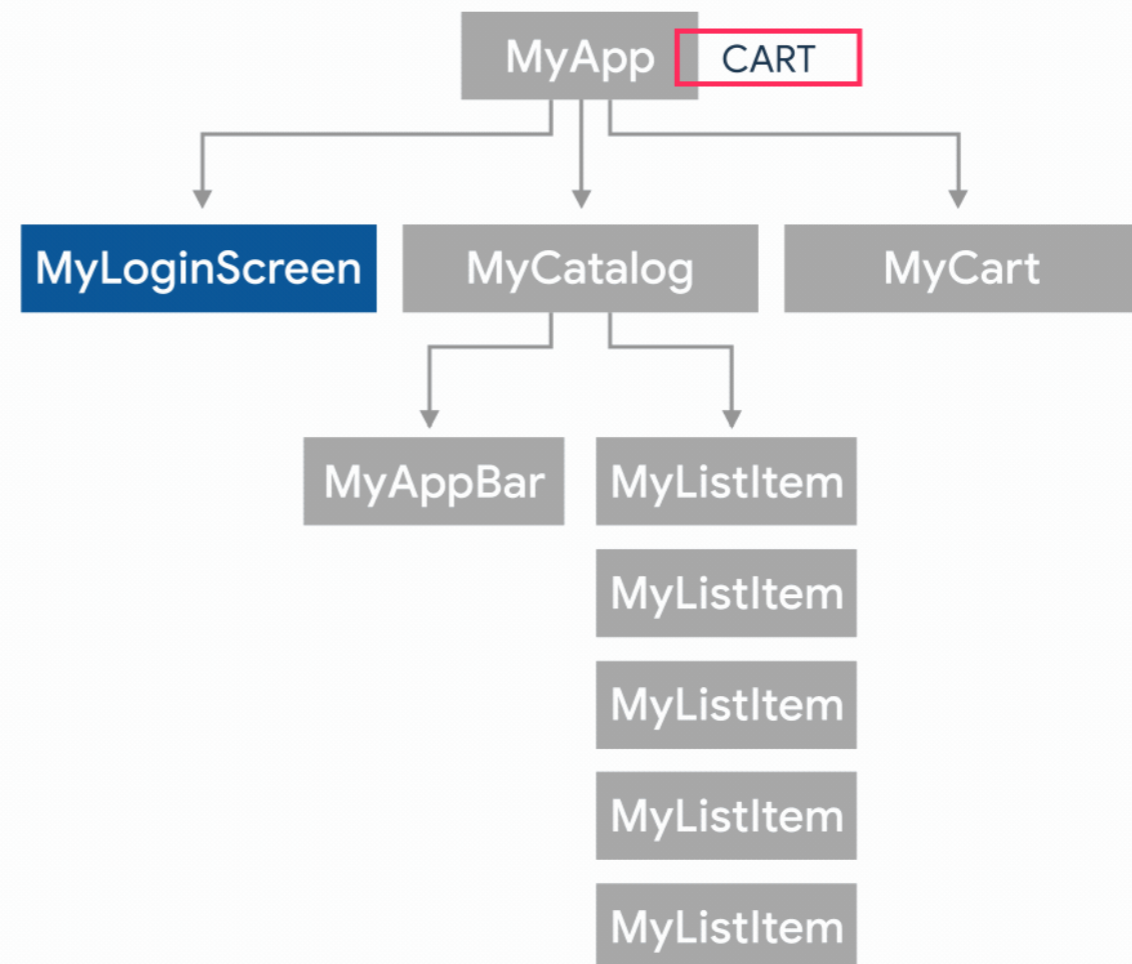 MyApp
CART
MyLoginScreen
MyCatalog
MyCart
MyAppBar
MyListItem
MyListItem
MyListItem
MyListItem
MyListItem